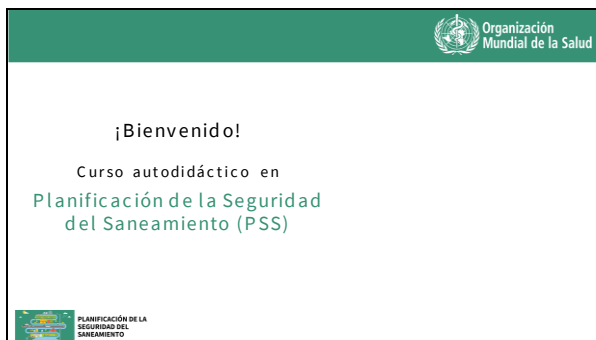 Organización
Mundial de la Salud
¡Bienvenido!
Curso autodidáctico en
Planificación de la Seguridad
del Saneamiento (PSS)
PLANIFICACIÓN DE LA
SEGURIDAD DEL
SANEAMIENTO